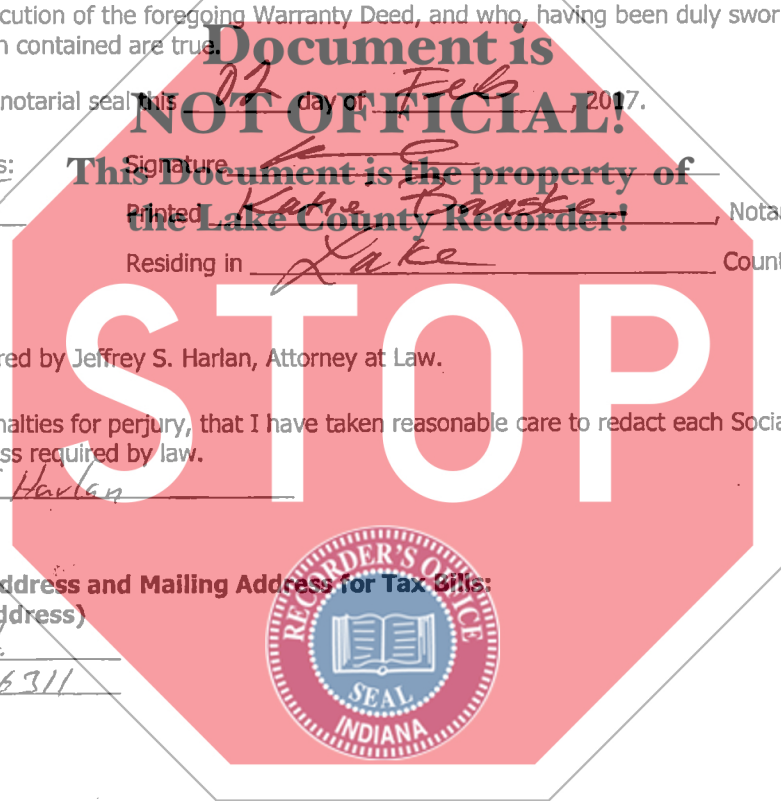 cution of the foregoing Warranty Deed, and who, having been duly swor
n contained are true.
Document is
notarial seal this 02 day of Feb, 2017.
NOT OFFICIAL!
s: Signature
This Document is the property of
Printed Katie Banske, Nota
the Lake County Recorder!
Residing in Lake Count
STOP
red by Jeffrey S. Harlan, Attorney at Law.
nalties for perjury, that I have taken reasonable care to redact each Socia
ss required by law.
Harlan
ddress and Mailing Address for Tax Bills:
ddress)
6311
RECORDER'S OFFICE
SEAL
INDIANA